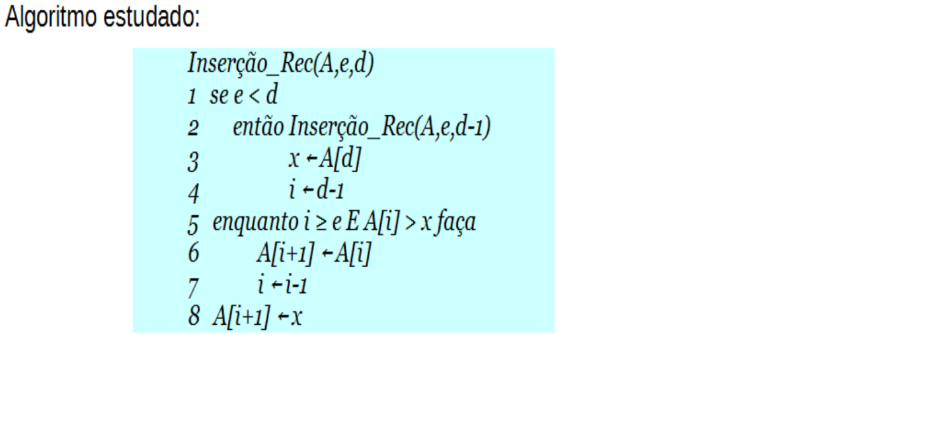 Algoritmo estudado:
Inserção_Rec(A,e,d)
1 se e < d
2 então Inserção_Rec(A,e,d-1)
3 x ←A[d]
4 i ←d-1
5 enquanto i ≥ e E A[i] > x faça
6 A[i+1] ←A[i]
7 i ←i-1
8 A[i+1] ←x